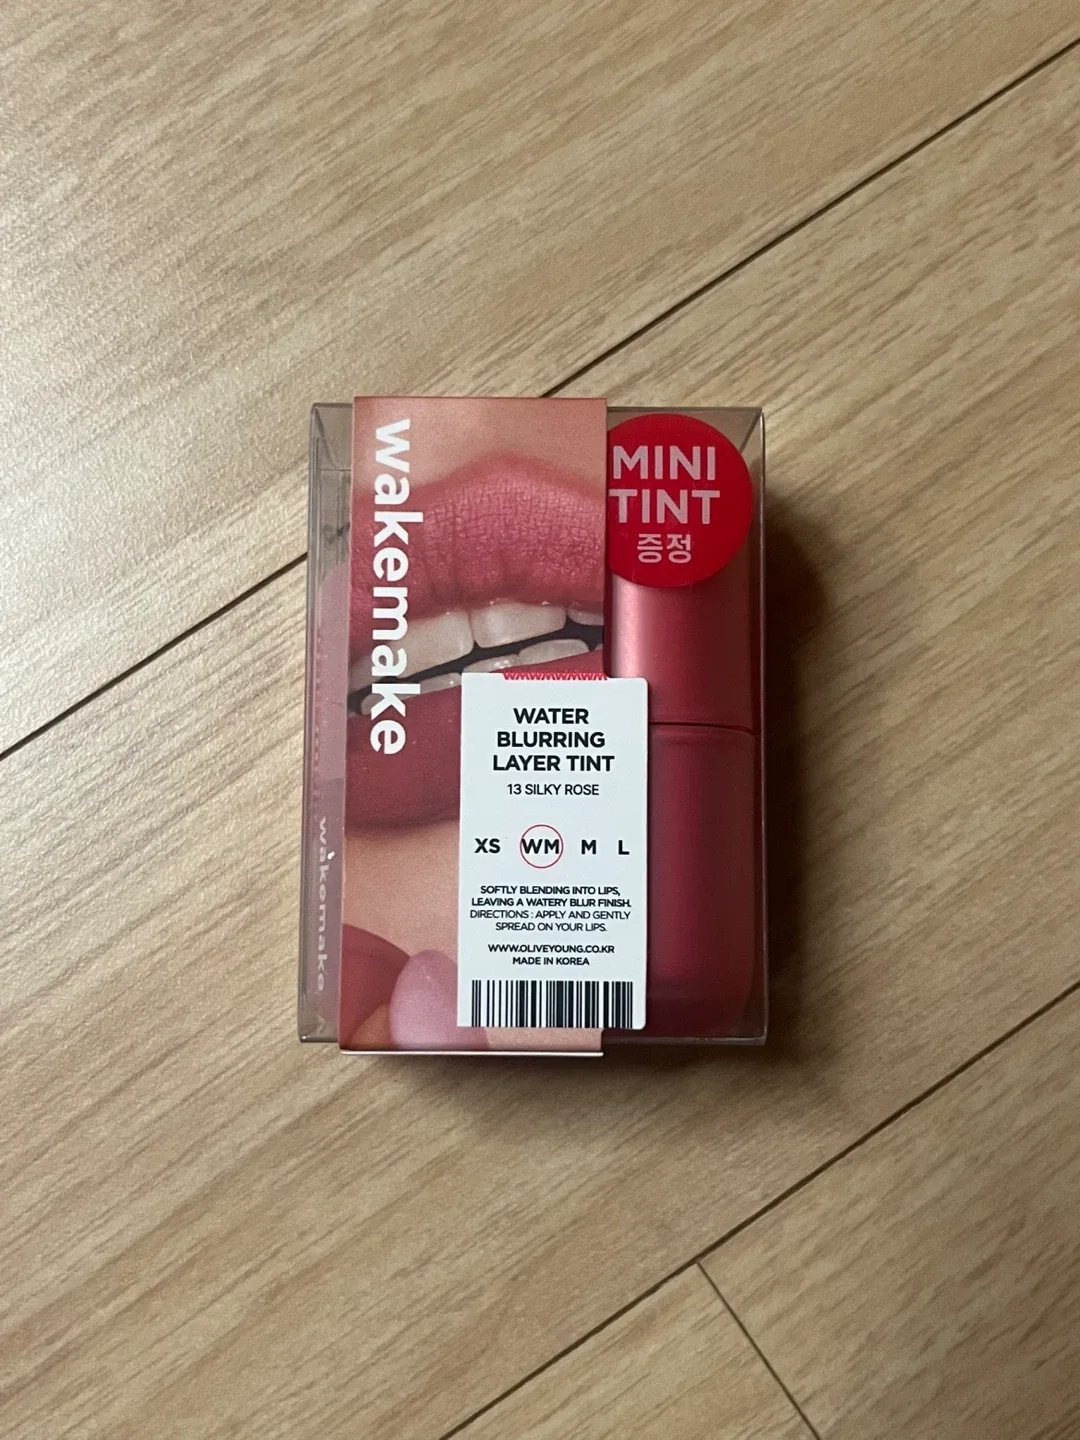 wakemake
MINI
TINT
증정
WATER
BLURRING
LAYER TINT
13 SILKY ROSE
XS WM M L
SOFTLY BLENDING INTO LIPS,
LEAVING A WATERY BLUR FINISH.
DIRECTIONS : APPLY AND GENTLY
SPREAD ON YOUR LIPS.
WWW.OLIVEYOUNG.CO.KR
MADE IN KOREA
wakemake